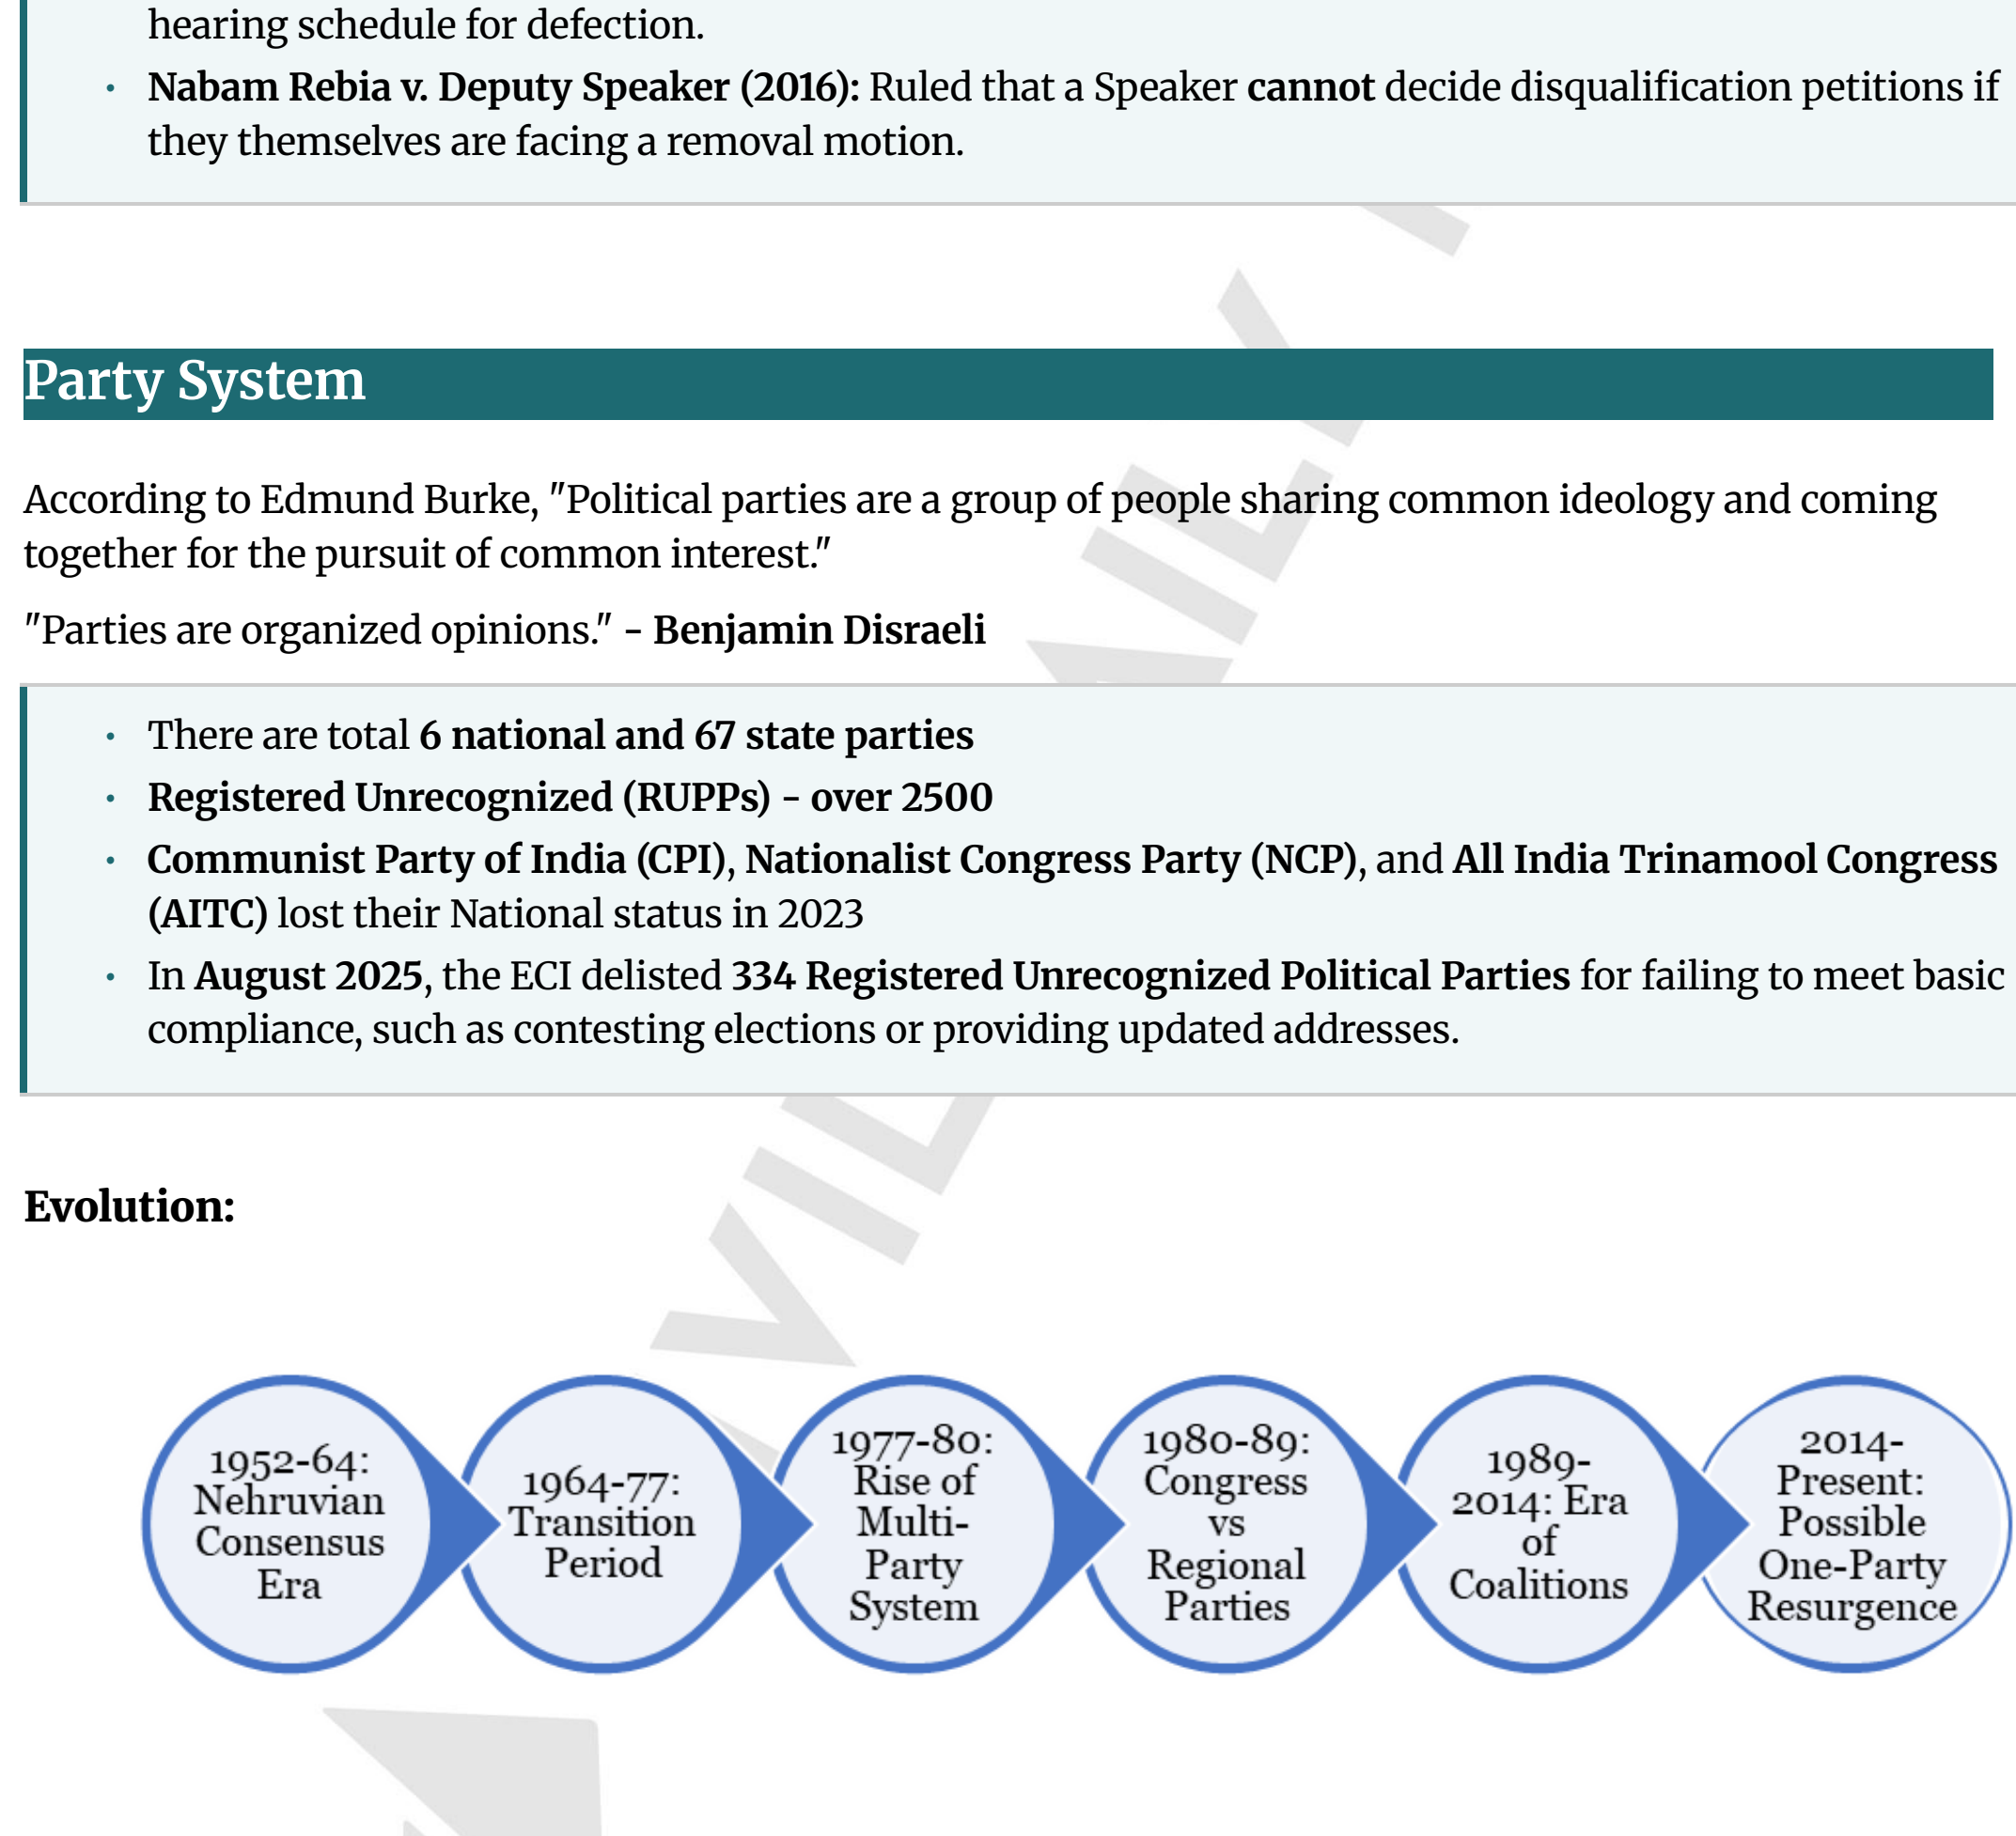 hearing schedule for defection.
• Nabam Rebia v. Deputy Speaker (2016): Ruled that a Speaker cannot decide disqualification petitions if
they themselves are facing a removal motion.
Party System
According to Edmund Burke, "Political parties are a group of people sharing common ideology and coming
together for the pursuit of common interest."
"Parties are organized opinions." – Benjamin Disraeli
• There are total 6 national and 67 state parties
• Registered Unrecognized (RUPPs) – over 2500
• Communist Party of India (CPI), Nationalist Congress Party (NCP), and All India Trinamool Congress
(AITC) lost their National status in 2023
• In August 2025, the ECI delisted 334 Registered Unrecognized Political Parties for failing to meet basic
compliance, such as contesting elections or providing updated addresses.
Evolution:
1952-64:
Nehruvian
Consensus
Era
1964-77:
Transition
Period
1977-80:
Rise of
Multi-
Party
System
1980-89:
Congress
vs
Regional
Parties
1989-
2014: Era
of
Coalitions
2014-
Present:
Possible
One-Party
Resurgence